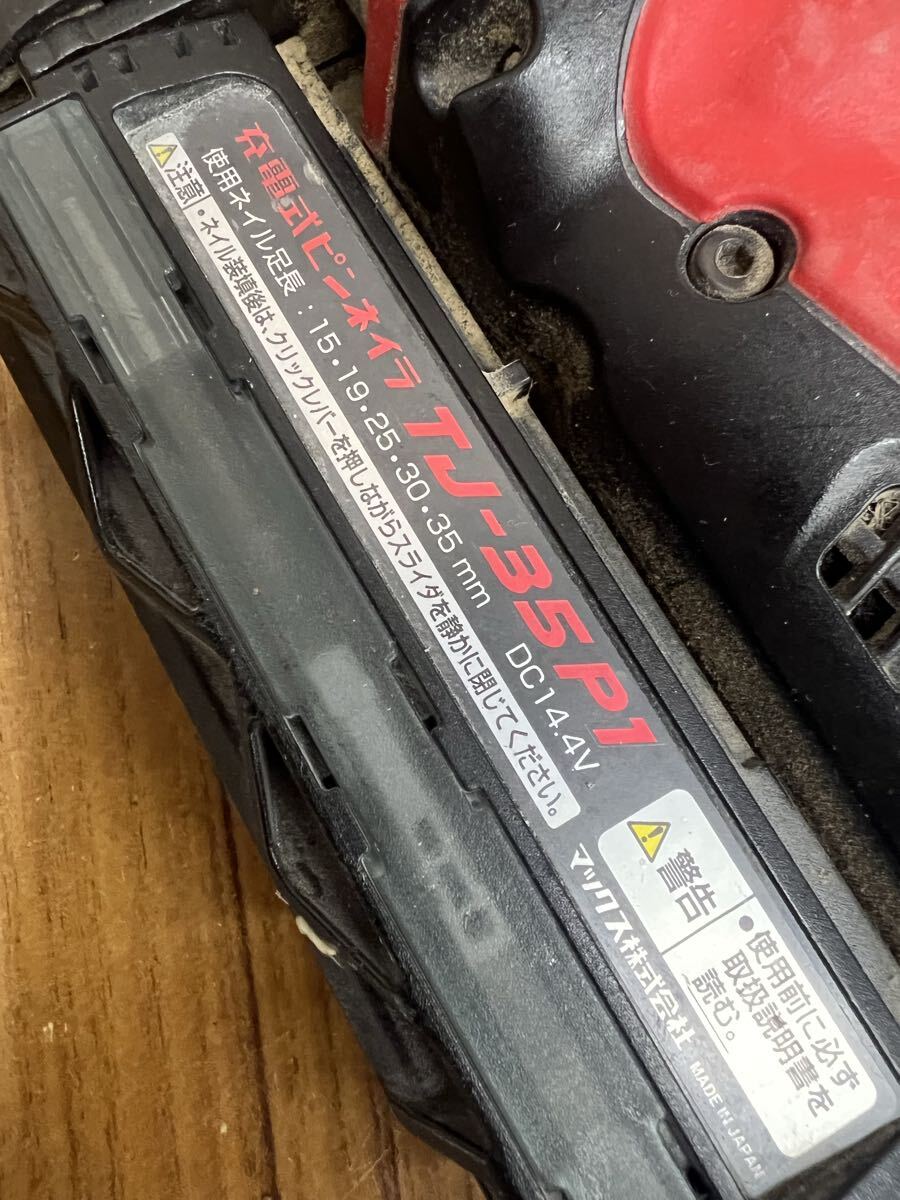 充電式ピンネイラ TJ-35P1
使用ネイル足長：15・19・25・30・35mm DC14.4V
注意 ・ネイル装填後は、クリックレバーを押しながらスライダを静かに閉じてください。
マックス株式会社 MADE IN JAPAN
警告
・使用前に必ず
取扱説明書を
読む。